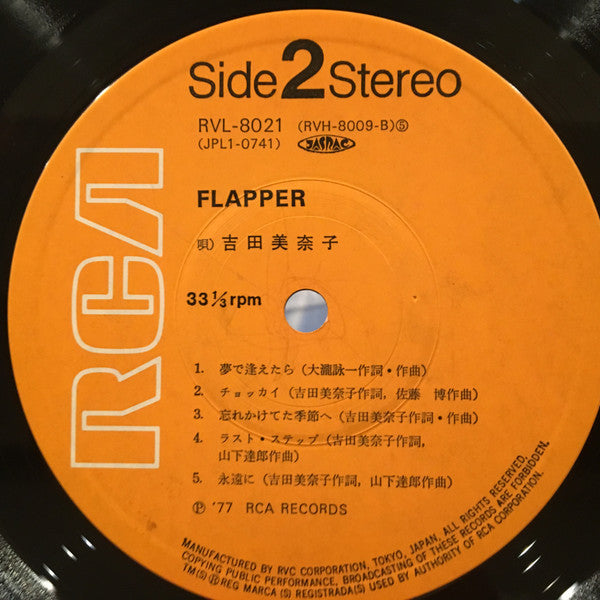 Side 2 Stereo
RVL-8021 (RVH-8009-B)⑤
(JPL1-0741) JASRAC
FLAPPER
唄) 吉田美奈子
33 1/3 rpm
1. 夢で逢えたら (大瀧詠一作詞・作曲)
2. チョッカイ (吉田美奈子作詞, 佐藤 博作曲)
3. 忘れかけてた季節へ (吉田美奈子作詞・作曲)
4. ラスト・ステップ (吉田美奈子作詞,
山下達郎作曲)
5. 永遠に (吉田美奈子作詞, 山下達郎作曲)
Ⓟ '77 RCA RECORDS
RCA
MANUFACTURED BY RVC CORPORATION, TOKYO, JAPAN, ALL RIGHTS RESERVED,
COPYING PUBLIC PERFORMANCE, BROADCASTING OF THESE RECORDS ARE FORBIDDEN.
TM(S) ® REG MARCA (S) REGISTRADA(S) USED BY AUTHORITY OF RCA CORPORATION.